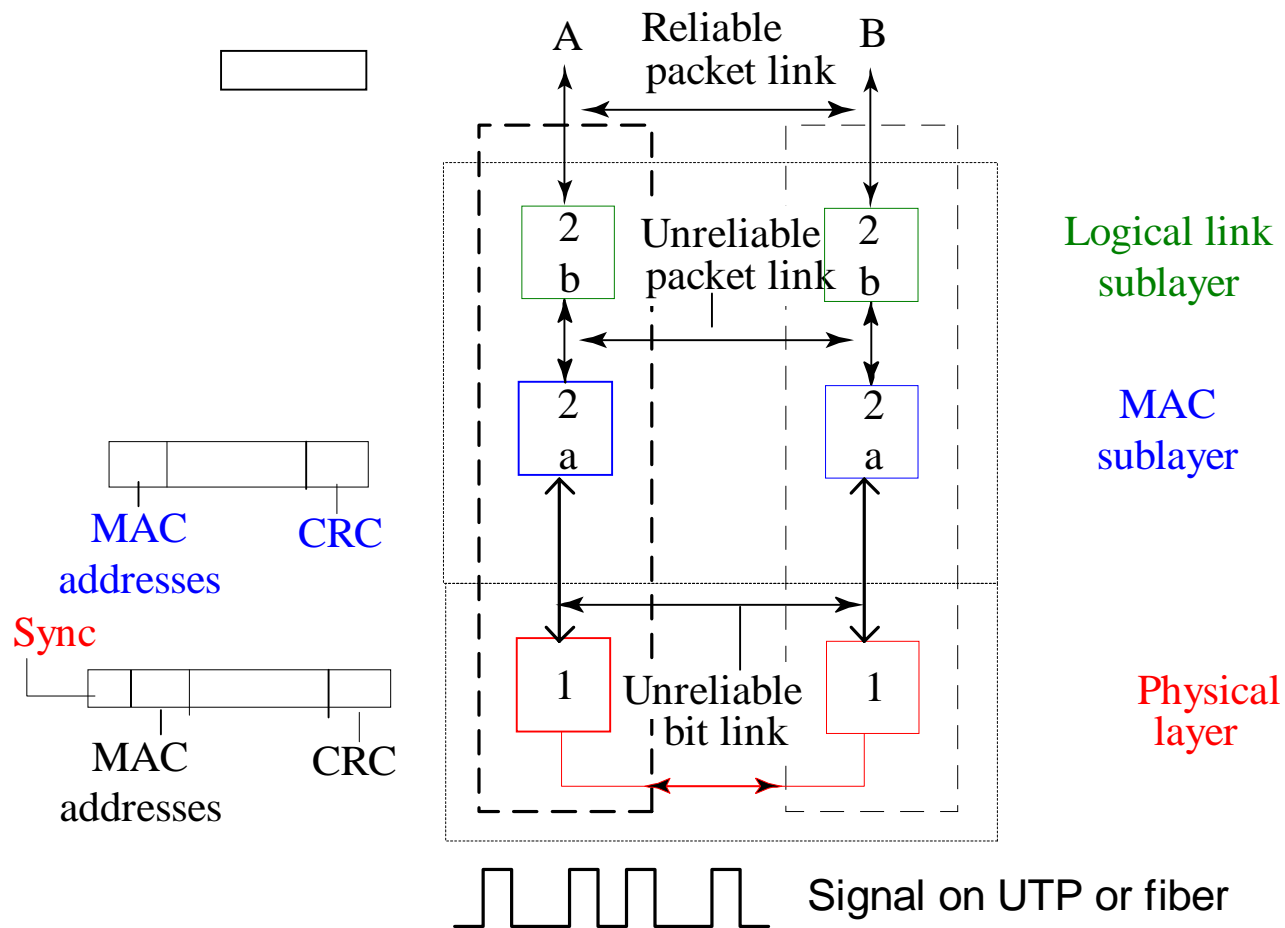 A
Reliable
packet link
B
2
b
Unreliable
packet link
2
b
Logical link
sublayer
2
a
2
a
MAC
sublayer
MAC
addresses
CRC
Sync
1
Unreliable
bit link
1
Physical
layer
MAC
addresses
CRC
Signal on UTP or fiber